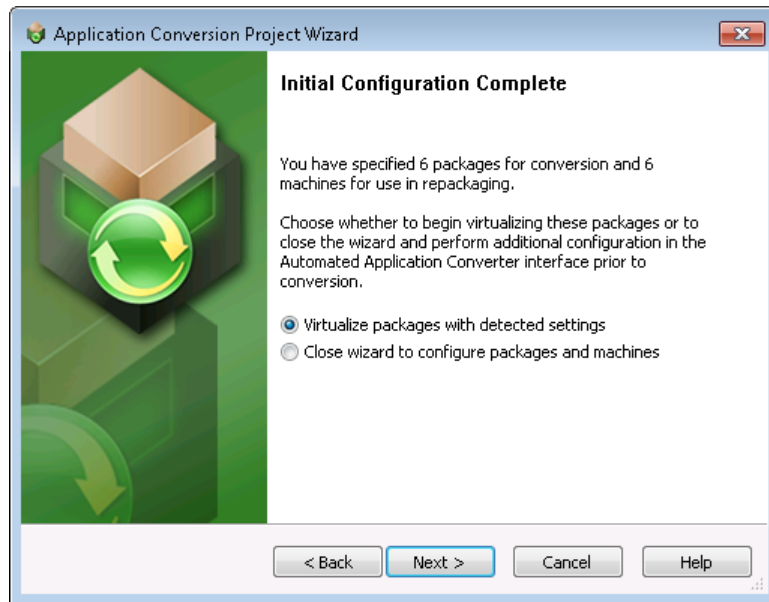 Application Conversion Project Wizard
Initial Configuration Complete
You have specified 6 packages for conversion and 6
machines for use in repackaging.
Choose whether to begin virtualizing these packages or to
close the wizard and perform additional configuration in the
Automated Application Converter interface prior to
conversion.
Virtualize packages with detected settings
Close wizard to configure packages and machines
< Back Next > Cancel Help